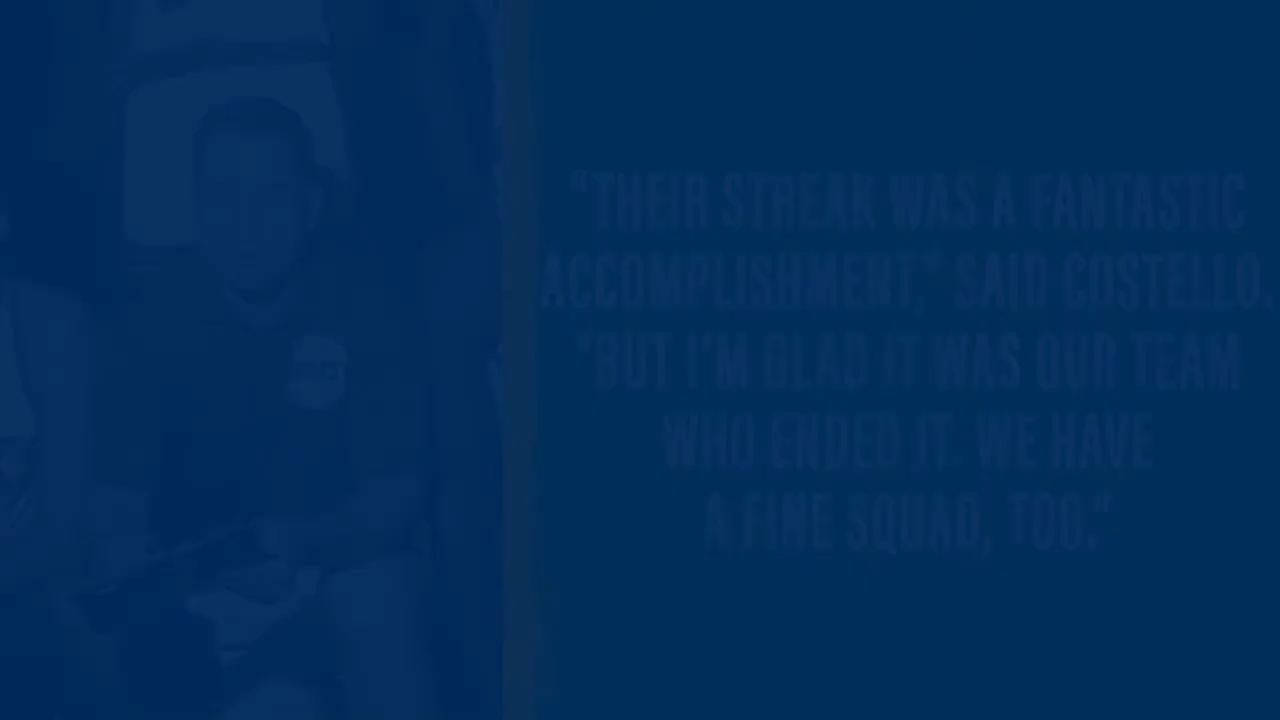 "THEIR STREAK WAS A FANTASTIC
ACCOMPLISHMENT," SAID COSTELLO.
"BUT I'M GLAD IT WAS OUR TEAM
WHO ENDED IT. WE HAVE
A FINE SQUAD, TOO."